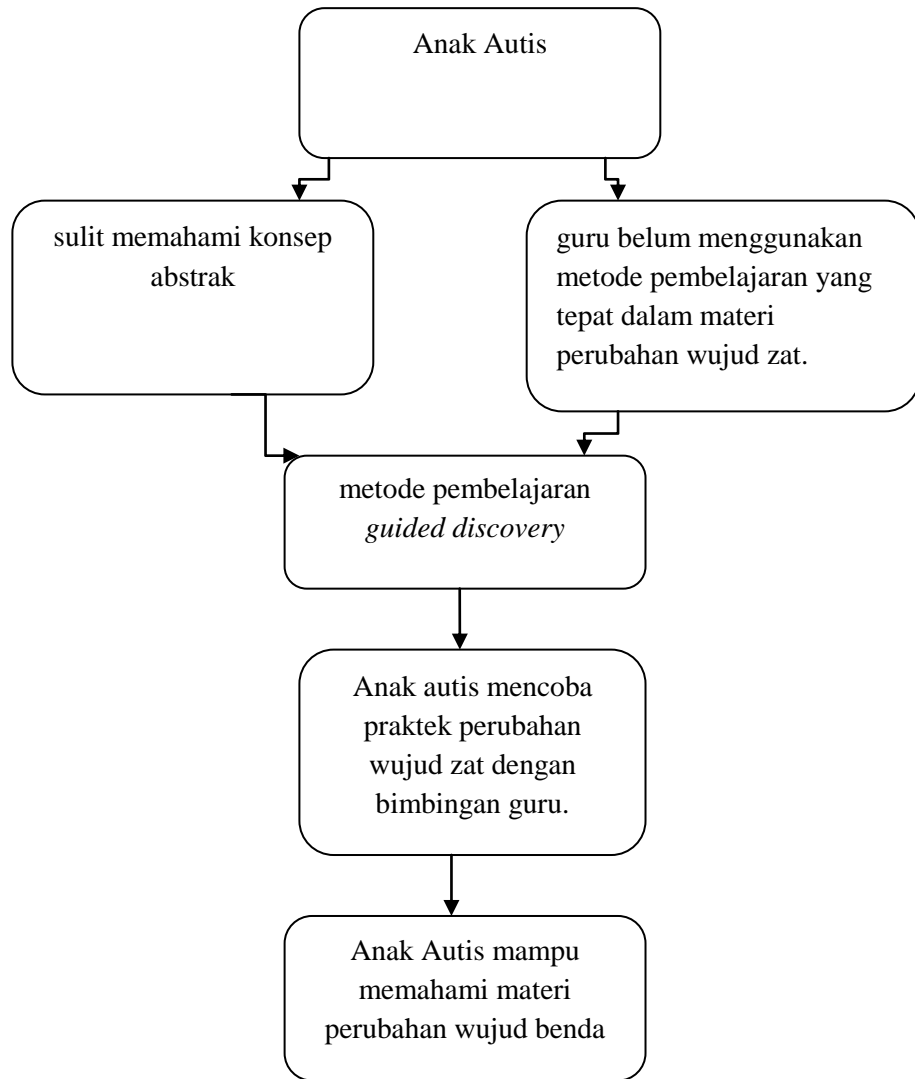 Anak Autis
sulit memahami konsep
abstrak
guru belum menggunakan
metode pembelajaran yang
tepat dalam materi
perubahan wujud zat.
metode pembelajaran
guided discovery
Anak autis mencoba
praktek perubahan
wujud zat dengan
bimbingan guru.
Anak Autis mampu
memahami materi
perubahan wujud benda